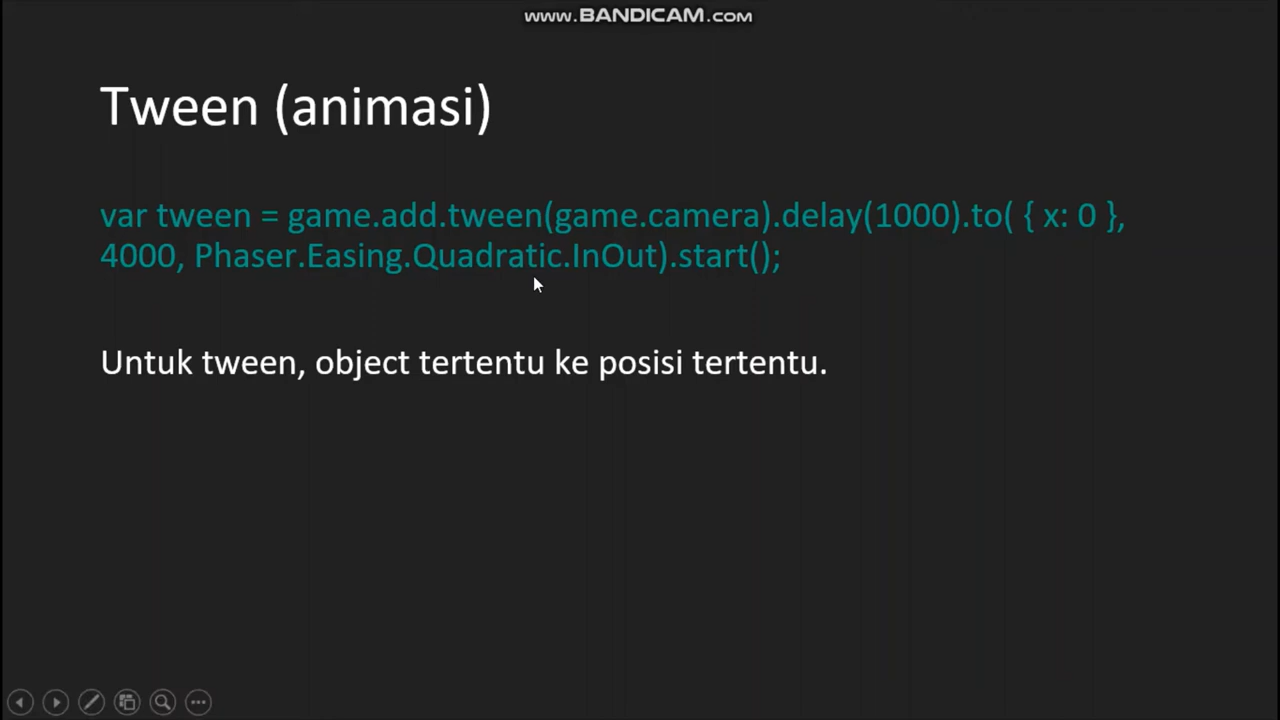 www.BANDICAM.com
Tween (animasi)
var tween = game.add.tween(game.camera).delay(1000).to( { x: 0 },
4000, Phaser.Easing.Quadratic.InOut).start();
Untuk tween, object tertentu ke posisi tertentu.